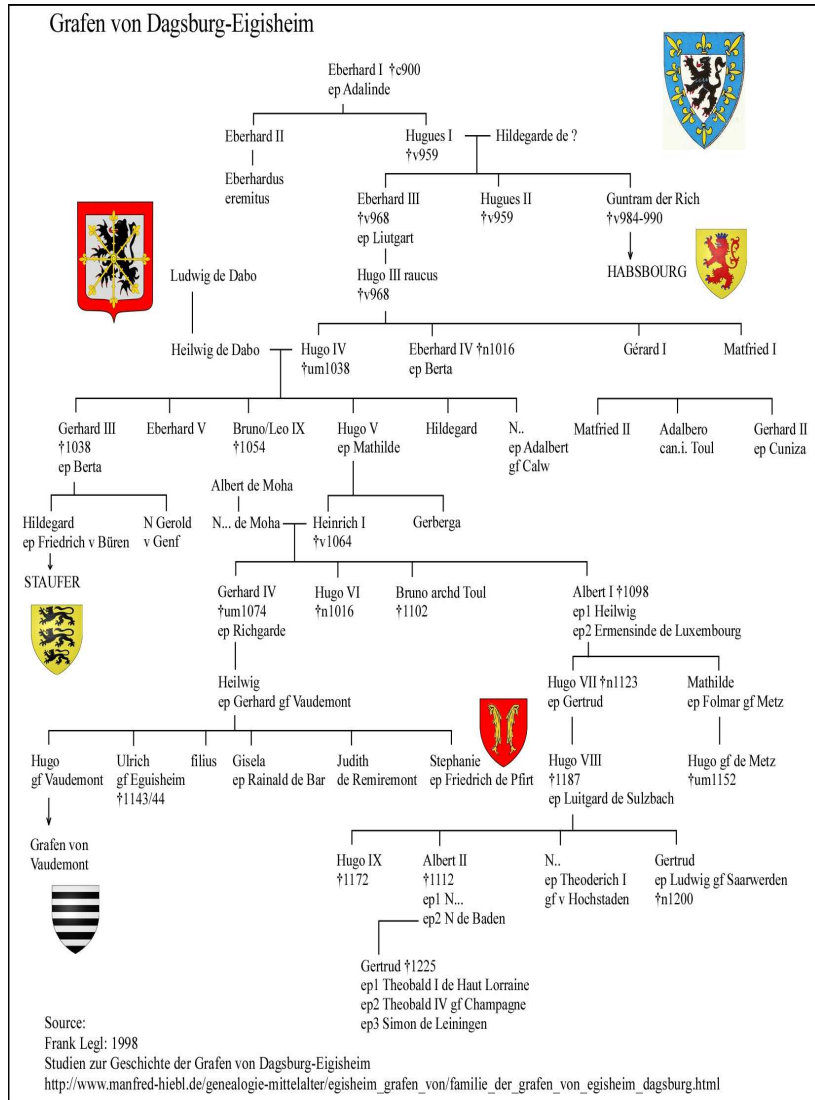 Grafen von Dagsburg-Eigisheim
Eberhard I †c900
ep Adalinde
Eberhard II
Hugues I
†v959
Hildegarde de ?
Eberhardus
eremitus
Eberhard III
†v968
ep Liutgart
Hugues II
†v959
Guntram der Rich
†v984-990
HABSBOURG
Ludwig de Dabo
Hugo III raucus
†v968
Heilwig de Dabo
Hugo IV
†um1038
Eberhard IV †n1016
ep Berta
Gérard I
Matfried I
Gerhard III
†1038
ep Berta
Eberhard V
Bruno/Leo IX
†1054
Hugo V
ep Mathilde
Hildegard
N..
ep Adalbert
gf Calw
Matfried II
Adalbero
can.i. Toul
Gerhard II
ep Cuniza
Albert de Moha
Hildegard
ep Friedrich v Büren
N Gerold
v Genf
N... de Moha
Heinrich I
†v1064
Gerberga
STAUFER
Gerhard IV
†um1074
ep Richgarde
Hugo VI
†n1016
Bruno archd Toul
†1102
Albert I †1098
ep1 Heilwig
ep2 Ermensinde de Luxembourg
Heilwig
ep Gerhard gf Vaudemont
Hugo VII †n1123
ep Gertrud
Mathilde
ep Folmar gf Metz
Hugo
gf Vaudemont
Ulrich
gf Eguisheim
†1143/44
filius
Gisela
ep Rainald de Bar
Judith
de Remiremont
Stephanie
ep Friedrich de Pfirt
Hugo VIII
†1187
ep Luitgard de Sulzbach
Hugo gf de Metz
†um1152
Grafen von
Vaudemont
Hugo IX
†1172
Albert II
†1112
ep1 N...
ep2 N de Baden
N..
ep Theoderich I
gf v Hochstaden
Gertrud
ep Ludwig gf Saarwerden
†n1200
Gertrud †1225
ep1 Theobald I de Haut Lorraine
ep2 Theobald IV gf Champagne
ep3 Simon de Leiningen
Source:
Frank Legl: 1998
Studien zur Geschichte der Grafen von Dagsburg-Eigisheim
http://www.manfred-hiebl.de/genealogie-mittelalter/egisheim_grafen_von/familie_der_grafen_von_egisheim_dagsburg.html